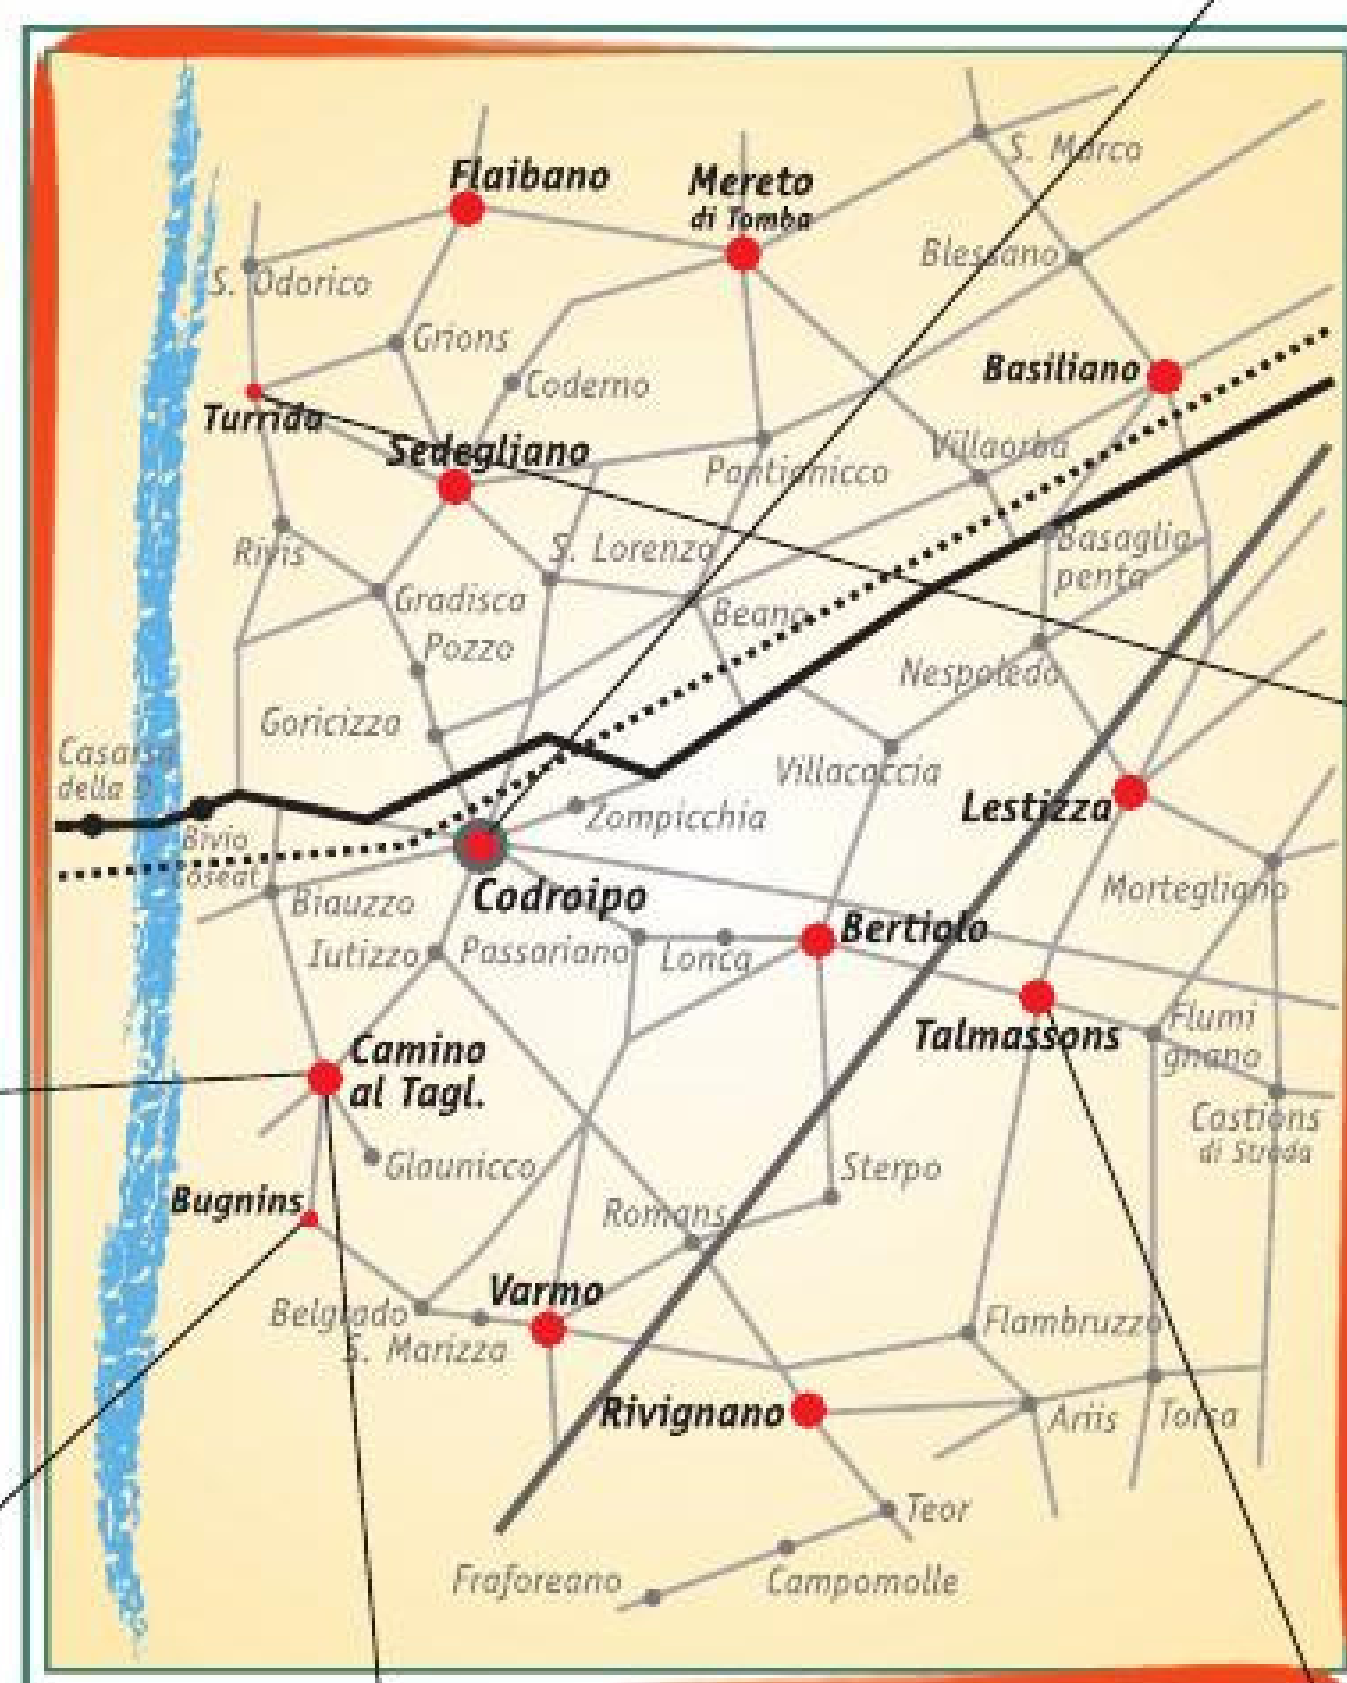 S. Marco
Flaibano
Mereto
di Tomba
Blessano
S. Odorico
Grions
Basiliano
Coderno
Turrida
Villaorba
Sedegliano
Pantianicco
Rivis
S. Lorenzo
Basaglia
penta
Gradisca
Beano
Pozzo
Nespoledo
Goricizzo
Casarsa
della D.
Villacaccia
Lestizza
Zompicchia
Bivio
Coseat
Mortegliano
Biauzzo
Codroipo
Bertiolo
Iutizzo
Passariano
Lonca
Flumi
gnano
Talmassons
Camino
al Tagl.
Castions
di Strada
Glaunicco
Sterpo
Bugnins
Romans
Varmo
Belgrado
Flambruzzo
S. Marizza
Rivignano
Ariis
Torsa
Teor
Fraforeano
Campomolle